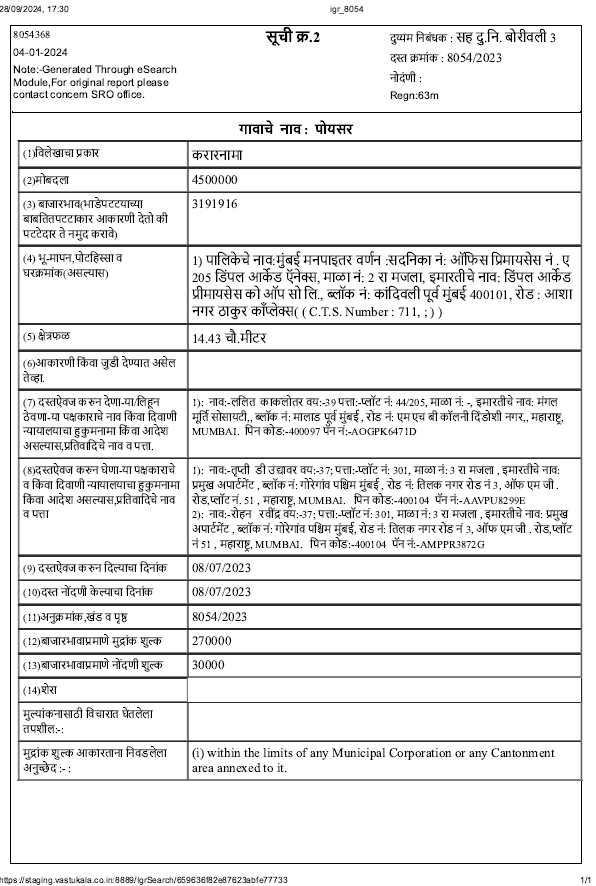 28/09/2024, 17:30 igr_8054
8054368
04-01-2024
Note:-Generated Through eSearch
Module,For original report please
contact concern SRO office.
सूची क्र.2
दुय्यम निबंधक : सह दु.नि. बोरीवली 3
दस्त क्रमांक : 8054/2023
नोदंणी :
Regn:63m
गावाचे नाव : पोयसर
(1)विलेखाचा प्रकार करारनामा
(2)मोबदला 4500000
(3) बाजारभाव(भाडेपटटयाच्या
बाबतितपटटाकार आकारणी देतो की
पटटेदार ते नमुद करावे)
3191916
(4) भू-मापन,पोटहिस्सा व
घरक्रमांक(असल्यास)
1) पालिकेचे नाव:मुंबई मनपाइतर वर्णन :सदनिका नं: ऑफिस प्रिमायसेस नं . ए
205 डिंपल आर्केड ऍनेक्स, माळा नं: 2 रा मजला, इमारतीचे नाव: डिंपल आर्केड
प्रीमायसेस को ऑप सो लि., ब्लॉक नं: कांदिवली पूर्व मुंबई 400101, रोड : आशा
नगर ठाकुर कॉंप्लेक्स( ( C.T.S. Number : 711, ; ) )
(5) क्षेत्रफळ 14.43 चौ.मीटर
(6)आकारणी किंवा जुडी देण्यात असेल
तेव्हा.
(7) दस्तऐवज करुन देणा-या/लिहून
ठेवणा-या पक्षकाराचे नाव किंवा दिवाणी
न्यायालयाचा हुकुमनामा किंवा आदेश
असल्यास,प्रतिवादिचे नाव व पत्ता.
1): नाव:-ललित काकलोतर वय:-39 पत्ता:-प्लॉट नं: 44/205, माळा नं: -, इमारतीचे नाव: मंगल
मूर्ति सोसायटी,, ब्लॉक नं: मालाड पूर्व मुंबई , रोड नं: एम एच बी कॉलनी दिंडोशी नगर,, महाराष्ट्र,
MUMBAI. पिन कोड:-400097 पॅन नं:-AOGPK6471D
(8)दस्तऐवज करुन घेणा-या पक्षकाराचे
व किंवा दिवाणी न्यायालयाचा हुकुमनामा
किंवा आदेश असल्यास,प्रतिवादिचे नाव
व पत्ता
1): नाव:-तृप्ती डी उद्यावर वय:-37; पत्ता:-प्लॉट नं: 301, माळा नं: 3 रा मजला , इमारतीचे नाव:
प्रमुख अपार्टमेंट , ब्लॉक नं: गोरेगांव पश्चिम मुंबई, रोड नं: तिलक नगर रोड नं 3, ऑफ एम जी .
रोड,प्लॉट नं. 51 , महाराष्ट्र, MUMBAI. पिन कोड:-400104 पॅन नं:-AAVPU8299E
2): नाव:-रोहन रवींद्र वय:-37; पत्ता:-प्लॉट नं: 301, माळा नं: 3 रा मजला , इमारतीचे नाव: प्रमुख
अपार्टमेंट , ब्लॉक नं: गोरेगांव पश्चिम मुंबई, रोड नं: तिलक नगर रोड नं 3, ऑफ एम जी . रोड,प्लॉट
नं 51 , महाराष्ट्र, MUMBAI. पिन कोड:-400104 पॅन नं:-AMPPR3872G
(9) दस्तऐवज करुन दिल्याचा दिनांक 08/07/2023
(10)दस्त नोंदणी केल्याचा दिनांक 08/07/2023
(11)अनुक्रमांक,खंड व पृष्ठ 8054/2023
(12)बाजारभावाप्रमाणे मुद्रांक शुल्क 270000
(13)बाजारभावाप्रमाणे नोंदणी शुल्क 30000
(14)शेरा
मुल्यांकनासाठी विचारात घेतलेला
तपशील:-:
मुद्रांक शुल्क आकारताना निवडलेला
अनुच्छेद :- :
(i) within the limits of any Municipal Corporation or any Cantonment
area annexed to it.
https://staging.vastukala.co.in:8889/IgrSearch/659636f82e87623abfe77733 1/1